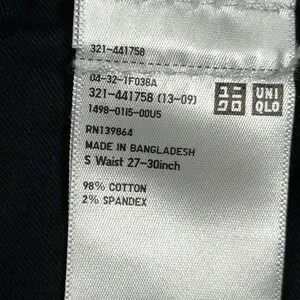 321-441758
04-32-1F038A
321-441758 (13-09)
ユニ
クロ
UNI
QLO
1498-0115-00U5
RN139864
MADE IN BANGLADESH
S Waist 27-30inch
98% COTTON
2% SPANDEX